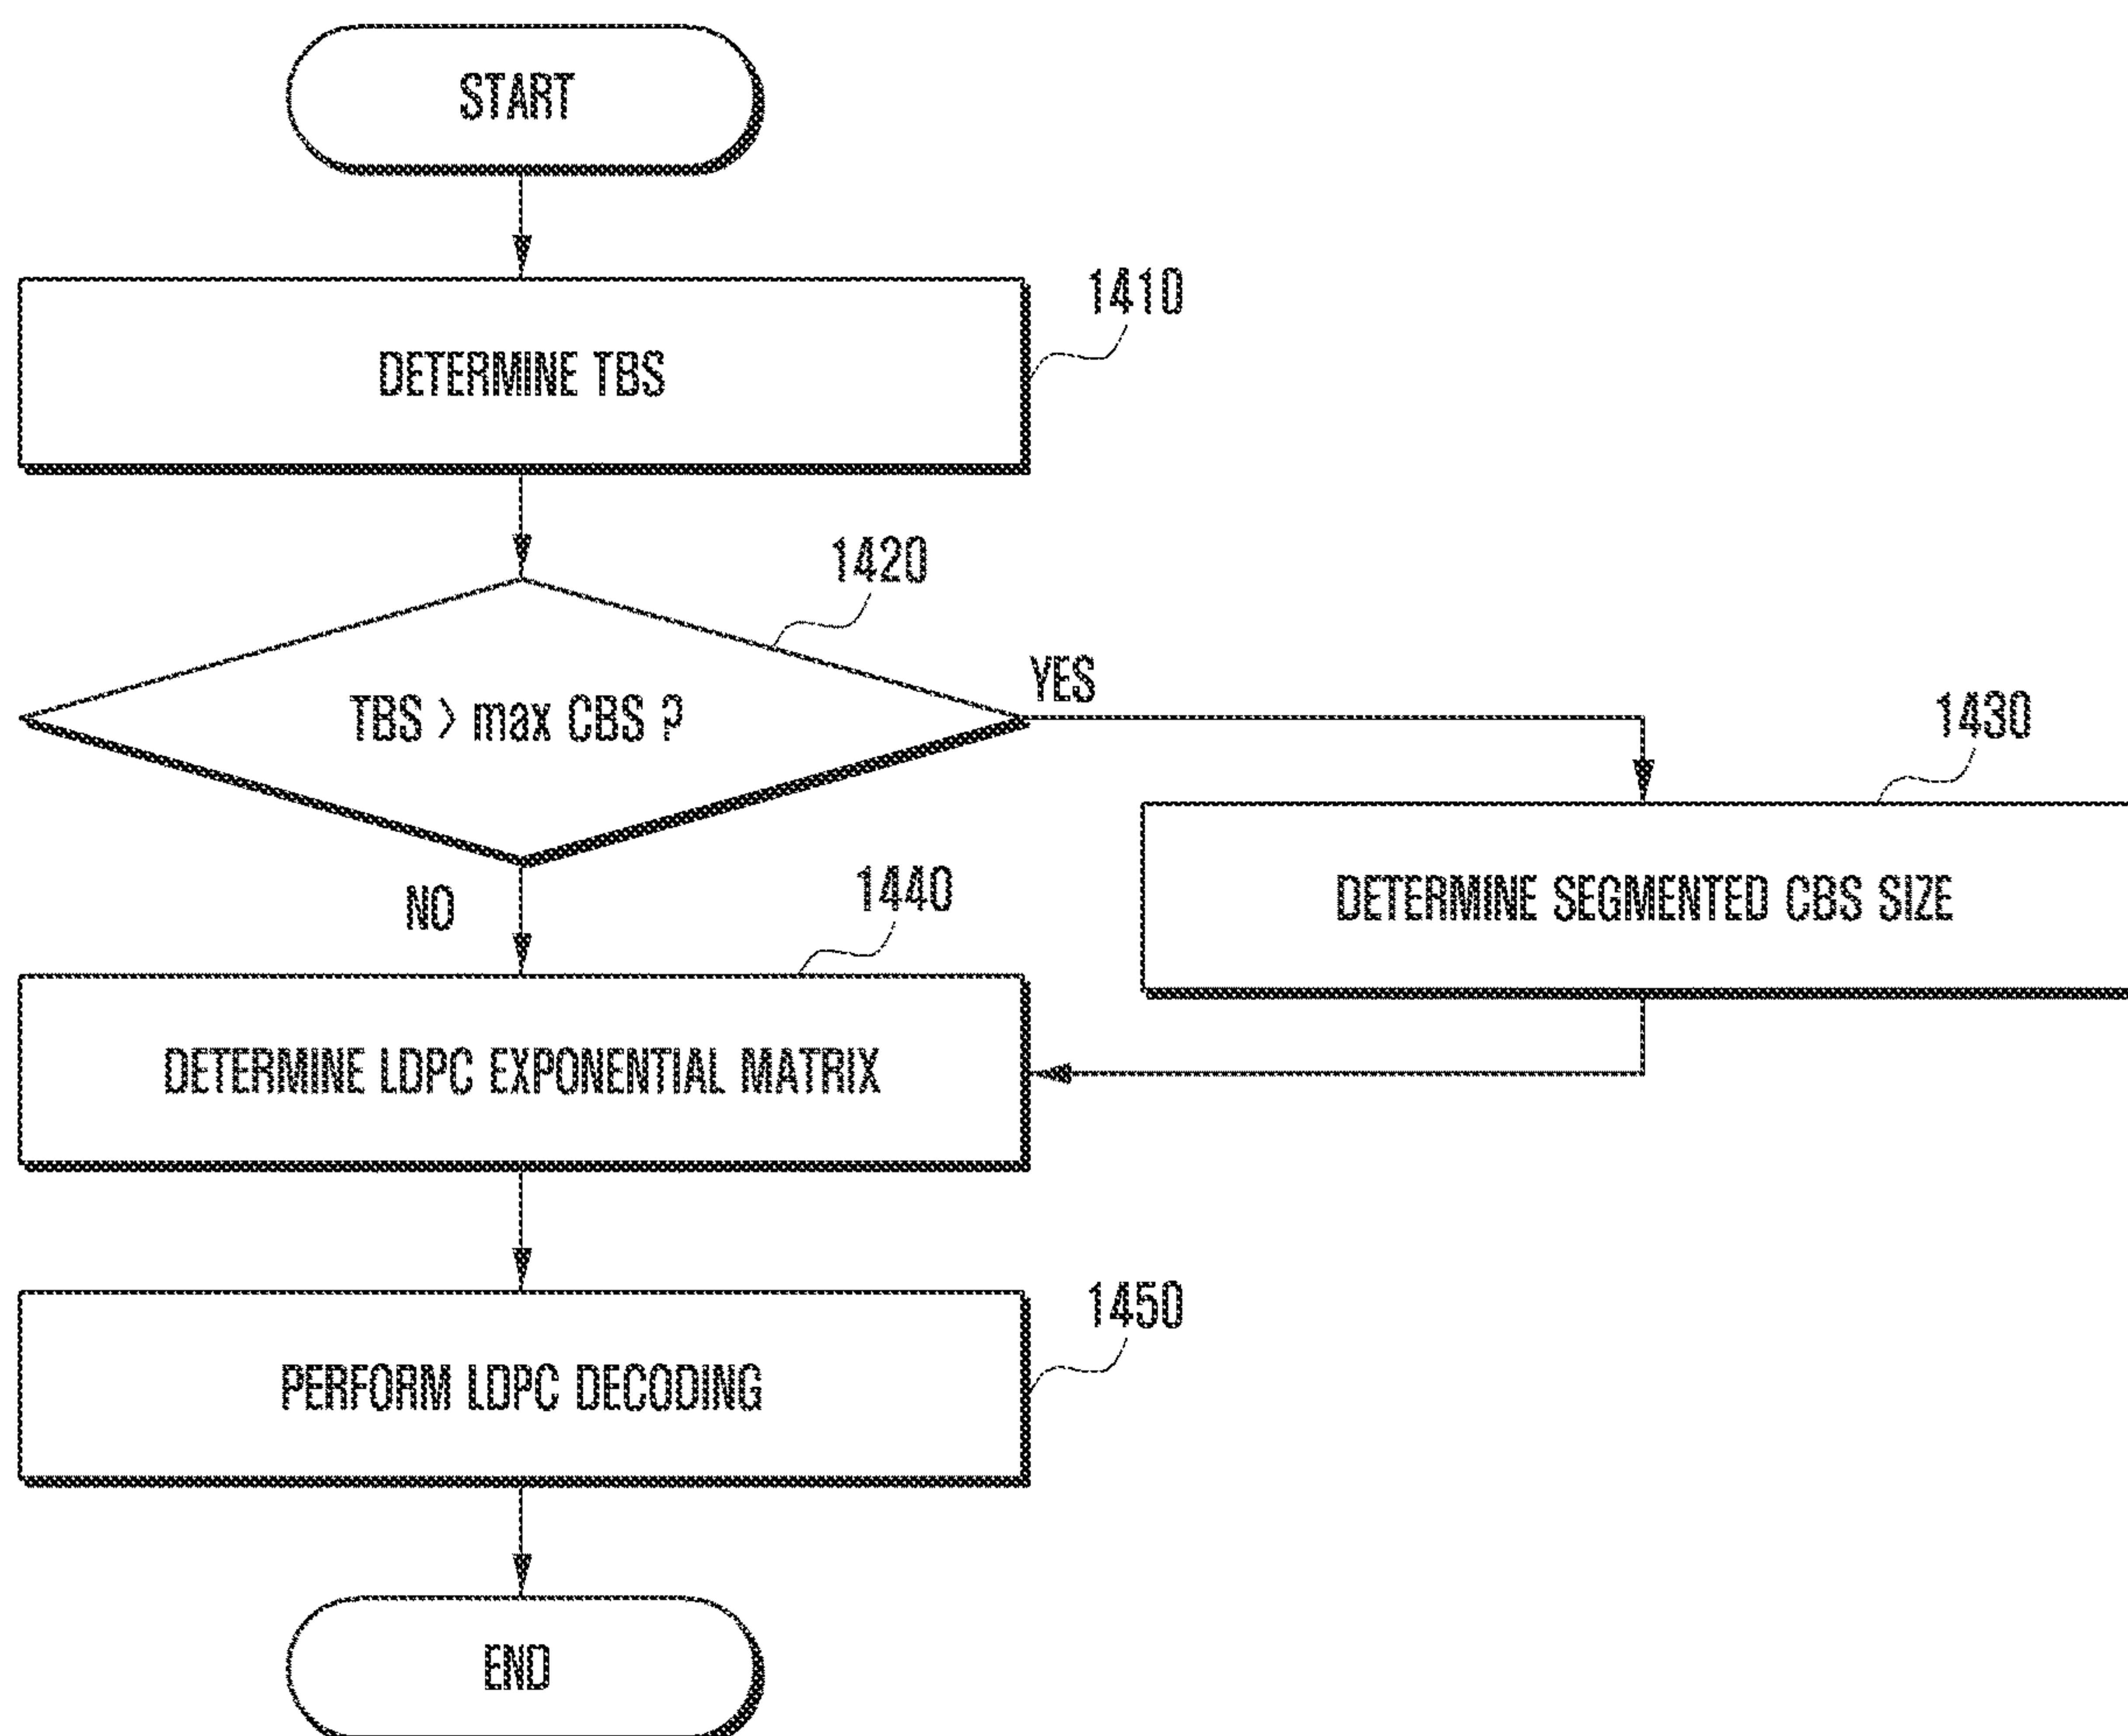 START
1410
DETERMINE TBS
1420
TBS > max CBS ?
YES
1430
DETERMINE SEGMENTED CBS SIZE
NO
1440
DETERMINE LDPC EXPONENTIAL MATRIX
1450
PERFORM LDPC DECODING
END